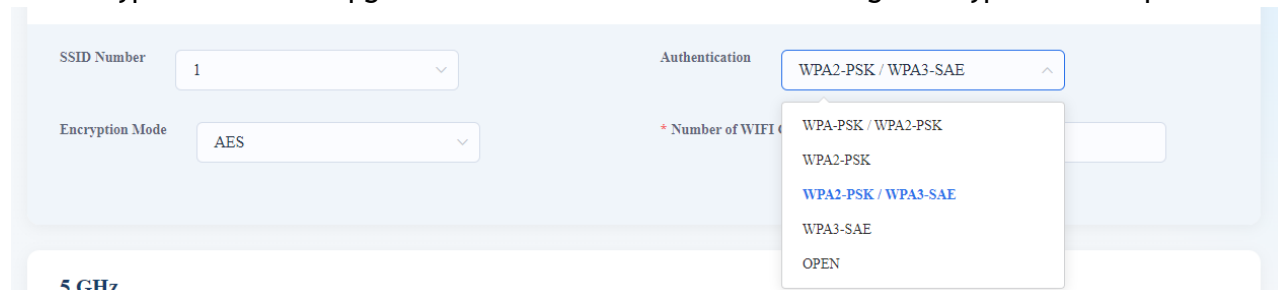 SSID Number
1
Authentication
WPA2-PSK / WPA3-SAE
Encryption Mode
AES
* Number of WIFI
WPA-PSK / WPA2-PSK
WPA2-PSK
WPA2-PSK / WPA3-SAE
WPA3-SAE
OPEN
5 GHz